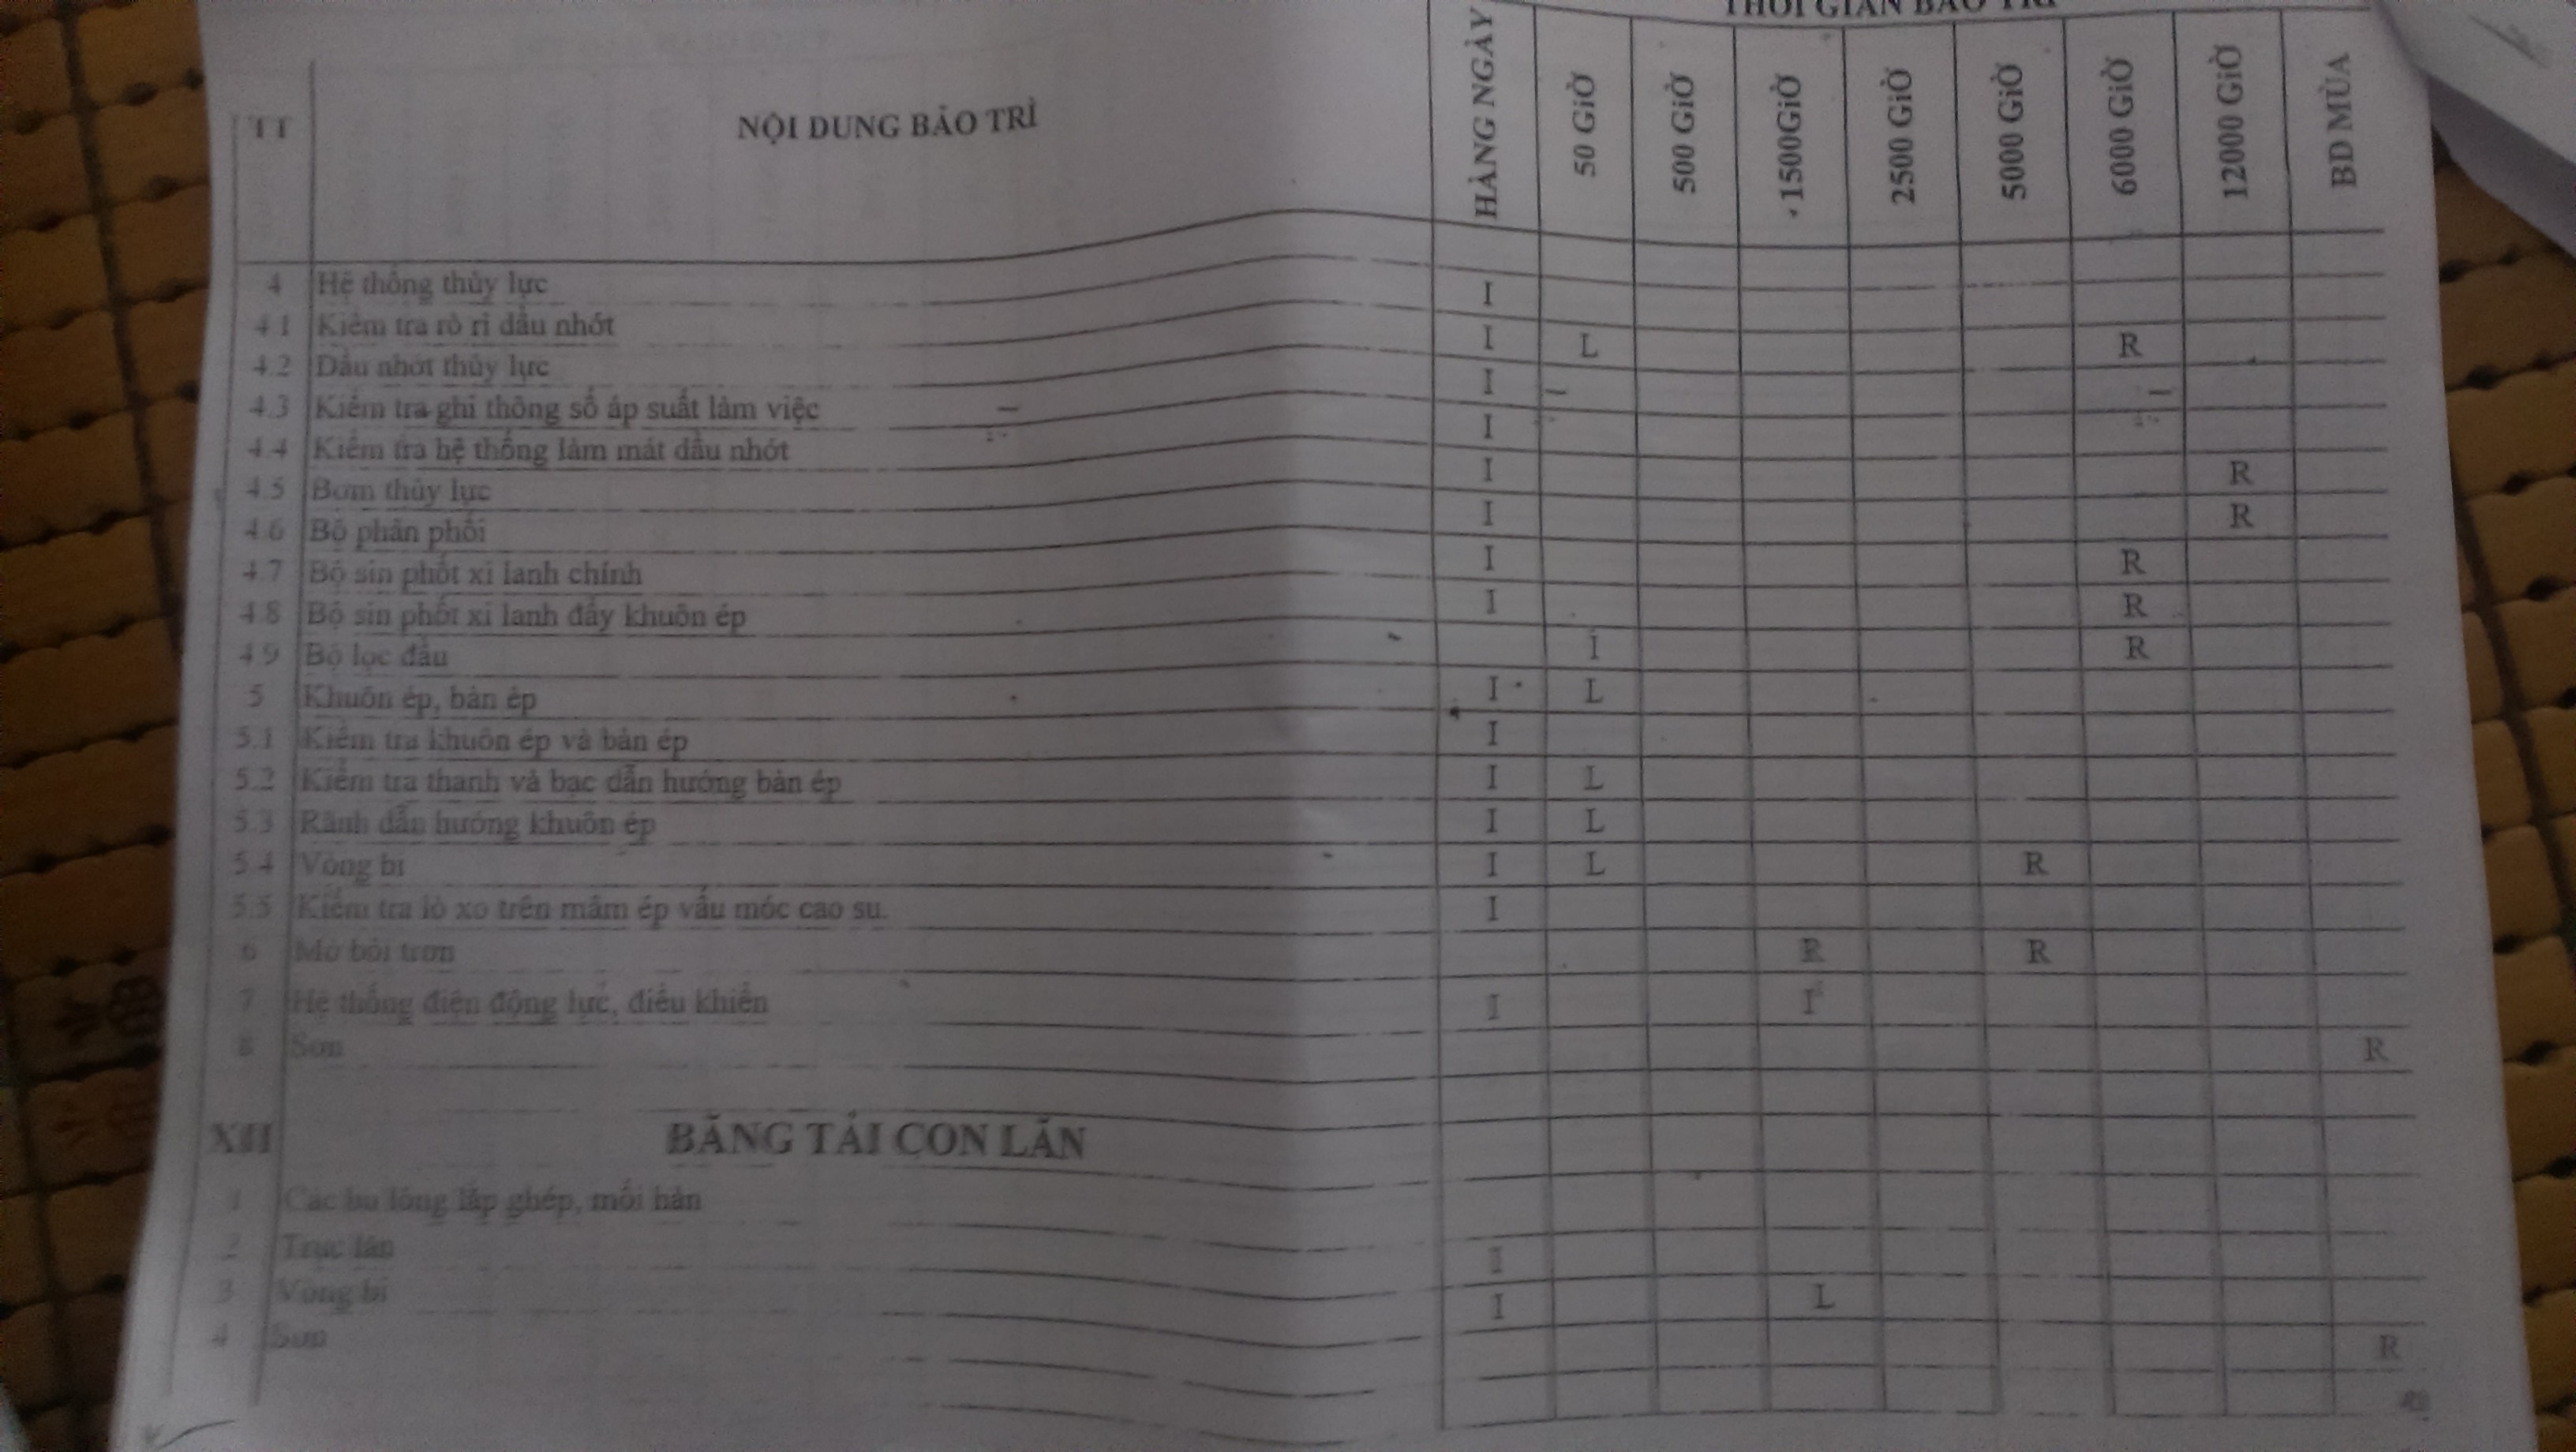 THỜI GIAN BẢO TRÌ
TT NỘI DUNG BẢO TRÌ HÀNG NGÀY 50 GIỜ 500 GIỜ 1500GIỜ 2500 GIỜ 5000 GIỜ 6000 GIỜ 12000 GIỜ BD MÙA
4 Hệ thống thủy lực
4.1 Kiểm tra rò rỉ dầu nhớt I
4.2 Dầu nhớt thủy lực I L R
4.3 Kiểm tra ghi thông số áp suất làm việc I
4.4 Kiểm tra hệ thống làm mát dầu nhớt I
4.5 Bơm thủy lực I R
4.6 Bộ phân phối I R
4.7 Bộ sin phốt xi lanh chính I R
4.8 Bộ sin phốt xi lanh đẩy khuôn ép I R
4.9 Bộ lọc dầu I R
5 Khuôn ép, bàn ép I L
5.1 Kiểm tra khuôn ép và bàn ép I
5.2 Kiểm tra thanh và bạc dẫn hướng bàn ép I L
5.3 Rãnh dẫn hướng khuôn ép I L
5.4 Vòng bi I L R
5.5 Kiểm tra lò xo trên mâm ép vấu móc cao su. I
6 Mỡ bôi trơn R R
7 Hệ thống điện động lực, điều khiển I I
8 Sơn R
XII BĂNG TẢI CON LĂN
1 Các bu lông lắp ghép, mối hàn
2 Trục lăn I
3 Vòng bi I L
4 Sơn R